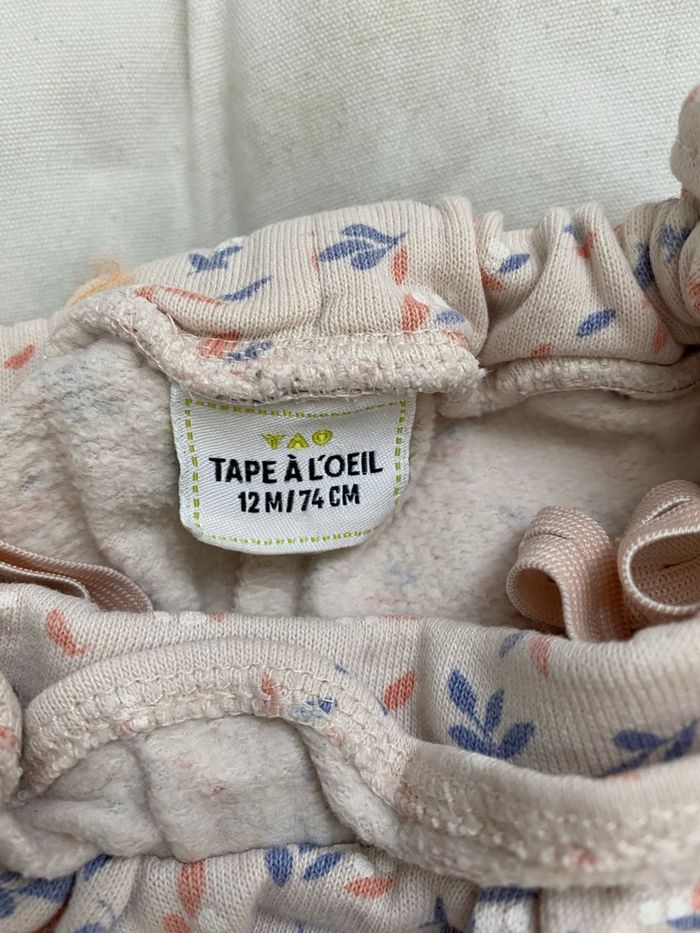 TAO
TAPE À L'OEIL
12 M/74 CM